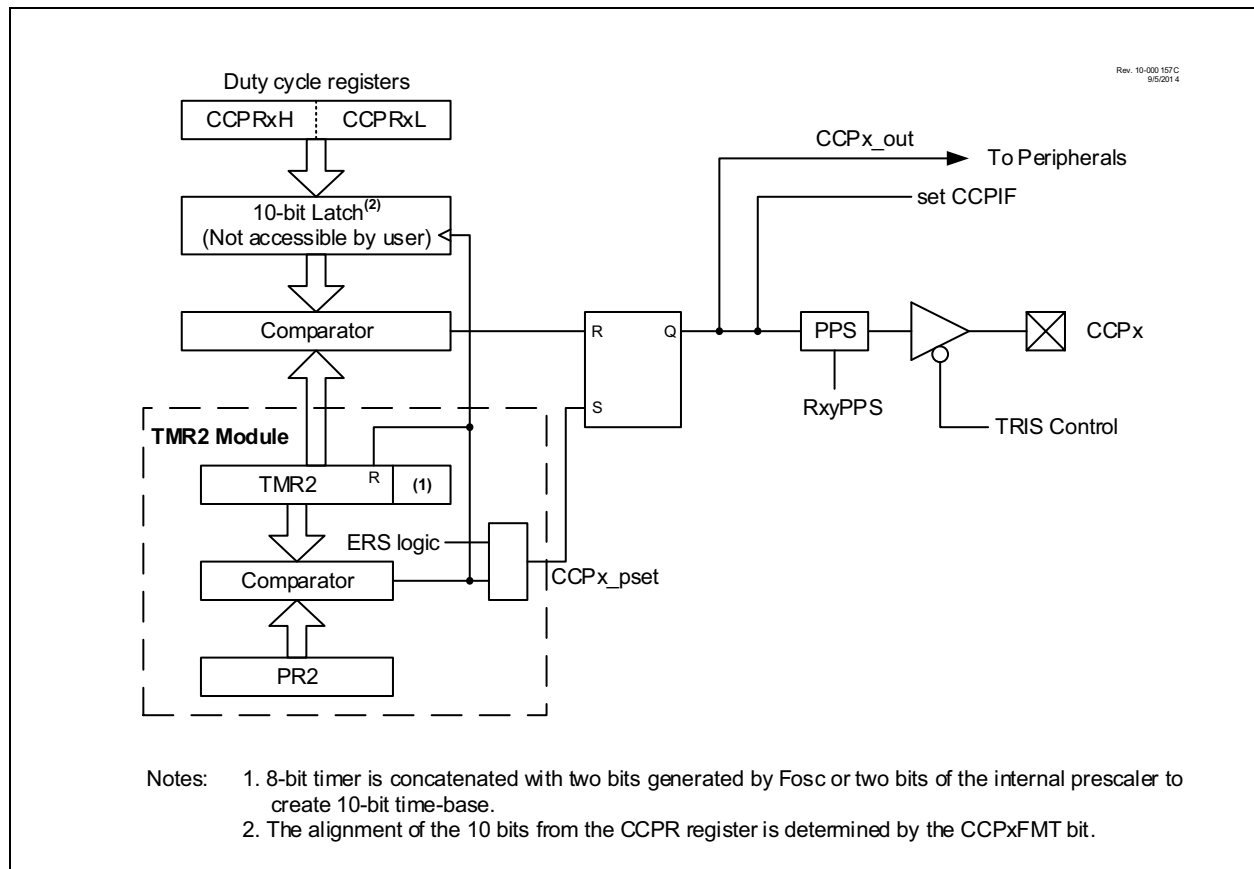 Rev. 10-000 157C
9/5/201 4
Duty cycle registers
CCPRxH CCPRxL
CCPx_out
To Peripherals
set CCPIF
10-bit Latch(2)
(Not accessible by user)
Comparator
R Q
PPS
CCPx
S
RxyPPS
TRIS Control
TMR2 Module
R
TMR2 (1)
ERS logic
Comparator
CCPx_pset
PR2
Notes: 1. 8-bit timer is concatenated with two bits generated by Fosc or two bits of the internal prescaler to
create 10-bit time-base.
2. The alignment of the 10 bits from the CCPR register is determined by the CCPxFMT bit.